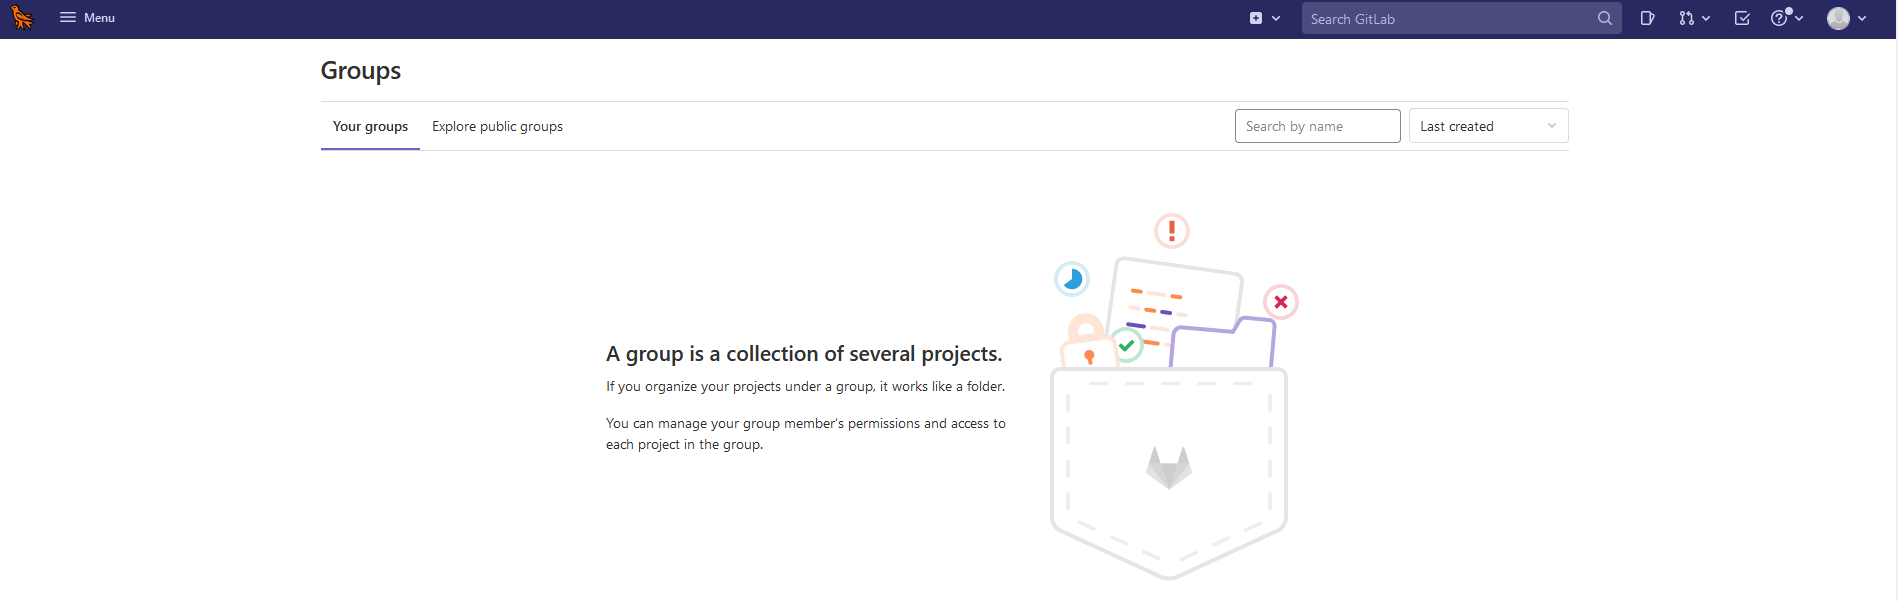 Menu
Search GitLab
Groups
Your groups
Explore public groups
Search by name
Last created
A group is a collection of several projects.
If you organize your projects under a group, it works like a folder.
You can manage your group member's permissions and access to
each project in the group.